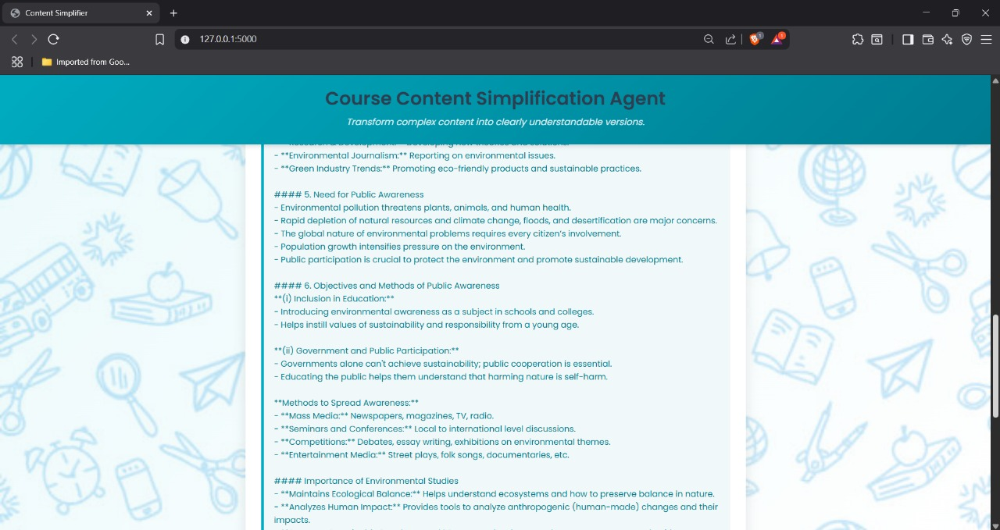 Content Simplifier
127.0.0.1:5000
1
1
Imported from Goo...
Course Content Simplification Agent
Transform complex content into clearly understandable versions.
- **Environmental Journalism:** Reporting on environmental issues.
- **Green Industry Trends:** Promoting eco-friendly products and sustainable practices.
#### 5. Need for Public Awareness
- Environmental pollution threatens plants, animals, and human health.
- Rapid depletion of natural resources and climate change, floods, and desertification are major concerns.
- The global nature of environmental problems requires every citizen's involvement.
- Population growth intensifies pressure on the environment.
- Public participation is crucial to protect the environment and promote sustainable development.
#### 6. Objectives and Methods of Public Awareness
**(i) Inclusion in Education:**
- Introducing environmental awareness as a subject in schools and colleges.
- Helps instill values of sustainability and responsibility from a young age.
**(ii) Government and Public Participation:**
- Governments alone can't achieve sustainability; public cooperation is essential.
- Educating the public helps them understand that harming nature is self-harm.
**Methods to Spread Awareness:**
- **Mass Media:** Newspapers, magazines, TV, radio.
- **Seminars and Conferences:** Local to international level discussions.
- **Competitions:** Debates, essay writing, exhibitions on environmental themes.
- **Entertainment Media:** Street plays, folk songs, documentaries, etc.
#### Importance of Environmental Studies
- **Maintains Ecological Balance:** Helps understand ecosystems and how to preserve balance in nature.
- **Analyzes Human Impact:** Provides tools to analyze anthropogenic (human-made) changes and their
impacts.